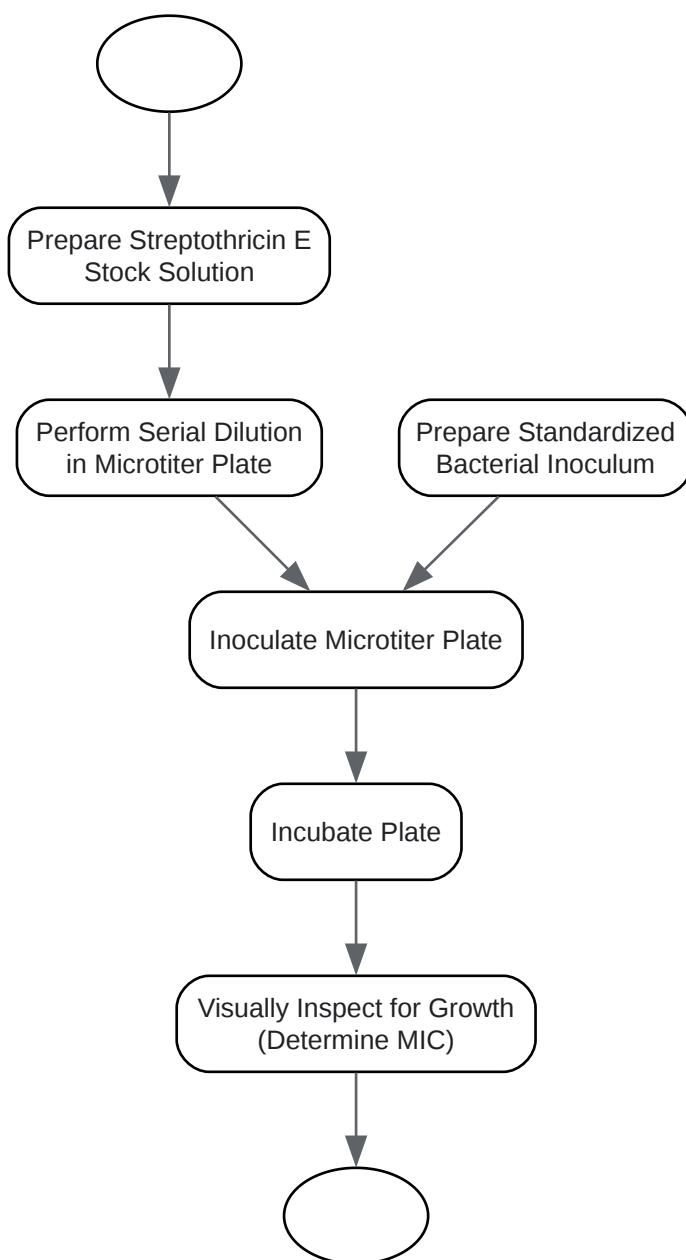 Prepare Streptothricin E
Stock Solution
Perform Serial Dilution
in Microtiter Plate
Prepare Standardized
Bacterial Inoculum
Inoculate Microtiter Plate
Incubate Plate
Visually Inspect for Growth
(Determine MIC)